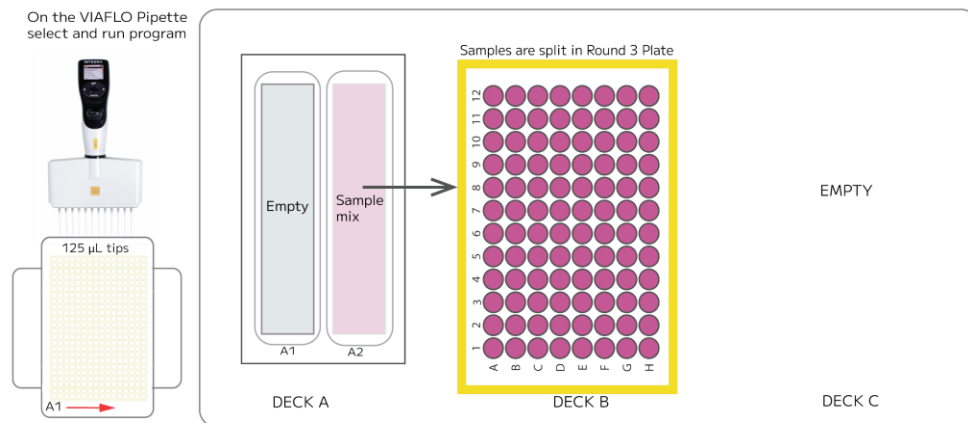 On the VIAFLO Pipette
select and run program
INTEGRA
125 µL tips
A1
Empty
Sample
mix
A1
A2
DECK A
Samples are split in Round 3 Plate
12
11
10
9
8
7
6
5
4
3
2
1
A B C D E F G H
DECK B
EMPTY
DECK C